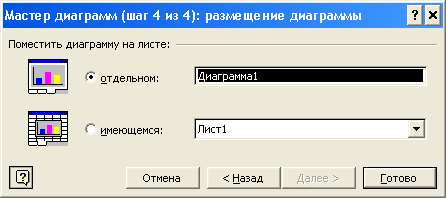 Мастер диаграмм (шаг 4 из 4): размещение диаграммы
Поместить диаграмму на листе:
отдельном: Диаграмма1
имеющемся: Лист1
Отмена < Назад Далее > Готово